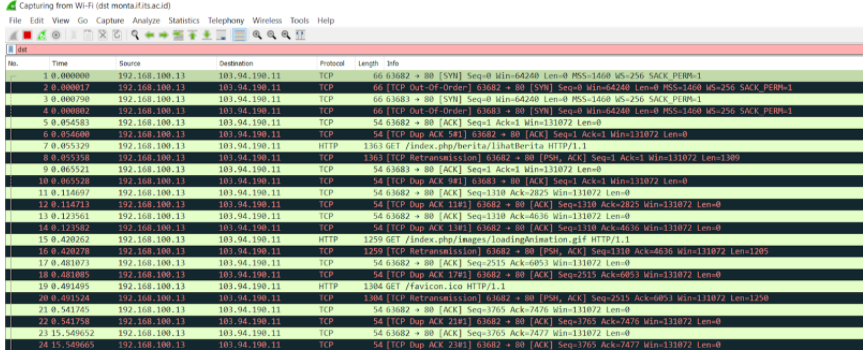 Capturing from Wi-Fi (dst monta.if.its.ac.id)
File Edit View Go Capture Analyze Statistics Telephony Wireless Tools Help
dst
No. Time Source Destination Protocol Length Info
1 0.000000 192.168.100.13 103.94.190.11 TCP 66 63682 → 80 [SYN] Seq=0 Win=64240 Len=0 MSS=1460 WS=256 SACK_PERM=1
2 0.000017 192.168.100.13 103.94.190.11 TCP 66 [TCP Out-Of-Order] 63682 → 80 [SYN] Seq=0 Win=64240 Len=0 MSS=1460 WS=256 SACK_PERM=1
3 0.000790 192.168.100.13 103.94.190.11 TCP 66 63683 → 80 [SYN] Seq=0 Win=64240 Len=0 MSS=1460 WS=256 SACK_PERM=1
4 0.000802 192.168.100.13 103.94.190.11 TCP 66 [TCP Out-Of-Order] 63683 → 80 [SYN] Seq=0 Win=64240 Len=0 MSS=1460 WS=256 SACK_PERM=1
5 0.054583 192.168.100.13 103.94.190.11 TCP 54 63682 → 80 [ACK] Seq=1 Ack=1 Win=131072 Len=0
6 0.054600 192.168.100.13 103.94.190.11 TCP 54 [TCP Dup ACK 5#1] 63682 → 80 [ACK] Seq=1 Ack=1 Win=131072 Len=0
7 0.055329 192.168.100.13 103.94.190.11 HTTP 1363 GET /index.php/berita/lihatBerita HTTP/1.1
8 0.055358 192.168.100.13 103.94.190.11 TCP 1363 [TCP Retransmission] 63682 → 80 [PSH, ACK] Seq=1 Ack=1 Win=131072 Len=1309
9 0.065521 192.168.100.13 103.94.190.11 TCP 54 63683 → 80 [ACK] Seq=1 Ack=1 Win=131072 Len=0
10 0.065528 192.168.100.13 103.94.190.11 TCP 54 [TCP Dup ACK 9#1] 63683 → 80 [ACK] Seq=1 Ack=1 Win=131072 Len=0
11 0.114697 192.168.100.13 103.94.190.11 TCP 54 63682 → 80 [ACK] Seq=1310 Ack=2825 Win=131072 Len=0
12 0.114713 192.168.100.13 103.94.190.11 TCP 54 [TCP Dup ACK 11#1] 63682 → 80 [ACK] Seq=1310 Ack=2825 Win=131072 Len=0
13 0.123561 192.168.100.13 103.94.190.11 TCP 54 63682 → 80 [ACK] Seq=1310 Ack=4636 Win=131072 Len=0
14 0.123582 192.168.100.13 103.94.190.11 TCP 54 [TCP Dup ACK 13#1] 63682 → 80 [ACK] Seq=1310 Ack=4636 Win=131072 Len=0
15 0.420262 192.168.100.13 103.94.190.11 HTTP 1259 GET /index.php/images/loadingAnimation.gif HTTP/1.1
16 0.420278 192.168.100.13 103.94.190.11 TCP 1259 [TCP Retransmission] 63682 → 80 [PSH, ACK] Seq=1310 Ack=4636 Win=131072 Len=1205
17 0.481073 192.168.100.13 103.94.190.11 TCP 54 63682 → 80 [ACK] Seq=2515 Ack=6053 Win=131072 Len=0
18 0.481085 192.168.100.13 103.94.190.11 TCP 54 [TCP Dup ACK 17#1] 63682 → 80 [ACK] Seq=2515 Ack=6053 Win=131072 Len=0
19 0.491495 192.168.100.13 103.94.190.11 HTTP 1304 GET /favicon.ico HTTP/1.1
20 0.491524 192.168.100.13 103.94.190.11 TCP 1304 [TCP Retransmission] 63682 → 80 [PSH, ACK] Seq=2515 Ack=6053 Win=131072 Len=1250
21 0.541745 192.168.100.13 103.94.190.11 TCP 54 63682 → 80 [ACK] Seq=3765 Ack=7476 Win=131072 Len=0
22 0.541758 192.168.100.13 103.94.190.11 TCP 54 [TCP Dup ACK 21#1] 63682 → 80 [ACK] Seq=3765 Ack=7476 Win=131072 Len=0
23 15.549652 192.168.100.13 103.94.190.11 TCP 54 63682 → 80 [ACK] Seq=3765 Ack=7477 Win=131072 Len=0
24 15.549665 192.168.100.13 103.94.190.11 TCP 54 [TCP Dup ACK 23#1] 63682 → 80 [ACK] Seq=3765 Ack=7477 Win=131072 Len=0